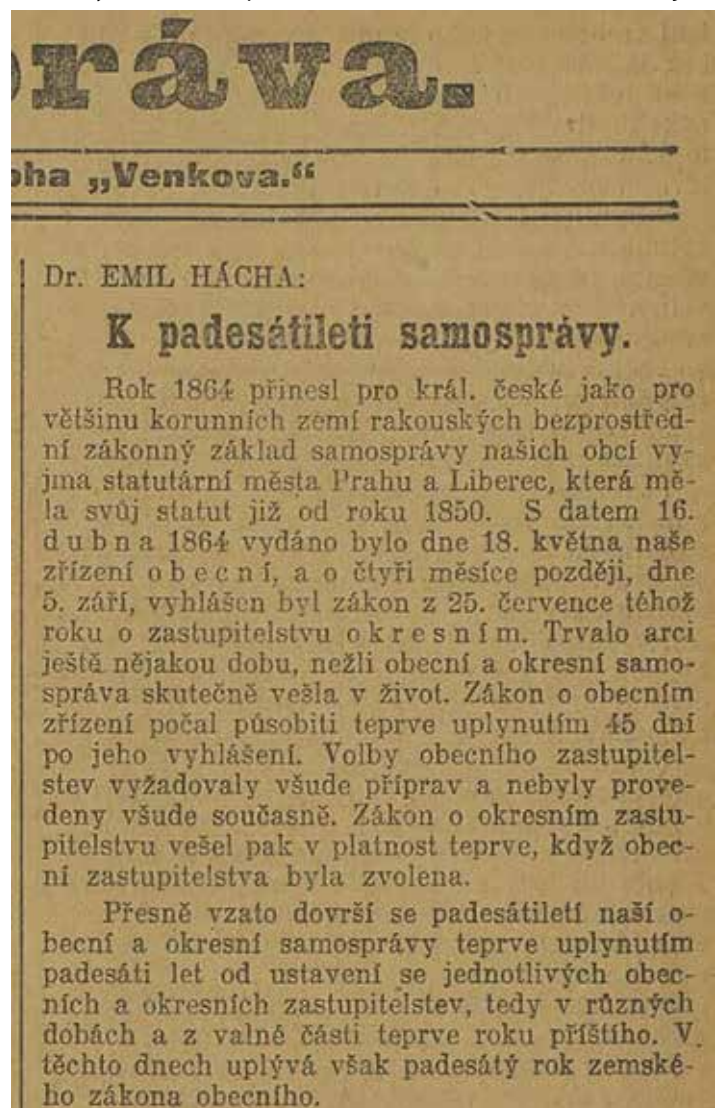 ráva.
oha „Venkova.“
Dr. EMIL HÁCHA:
K padesátileti samosprávy.
Rok 1864 přinesl pro král. české jako pro
většinu korunních zemí rakouských bezprostřed-
ní zákonný základ samosprávy našich obcí vy-
jma statutární města Prahu a Liberec, která mě-
la svůj statut již od roku 1850. S datem 16.
dubna 1864 vydáno bylo dne 18. května naše
zřízení obecní, a o čtyři měsíce později, dne
5. září, vyhlášen byl zákon z 25. července téhož
roku o zastupitelstvu okresním. Trvalo arci
ještě nějakou dobu, nežli obecní a okresní samo-
správa skutečně vešla v život. Zákon o obecním
zřízení počal působiti teprve uplynutím 45 dní
po jeho vyhlášení. Volby obecního zastupitel-
stev vyžadovaly všude příprav a nebyly prove-
deny všude současně. Zákon o okresním zastu-
pitelstvu vešel pak v platnost teprve, když obec-
ní zastupitelstva byla zvolena.
Přesně vzato dovrší se padesátiletí naší o-
becní a okresní samosprávy teprve uplynutím
padesáti let od ustavení se jednotlivých obec-
ních a okresních zastupitelstev, tedy v různých
dobách a z valné části teprve roku příštího. V
těchto dnech uplývá však padesátý rok zemské-
ho zákona obecního.